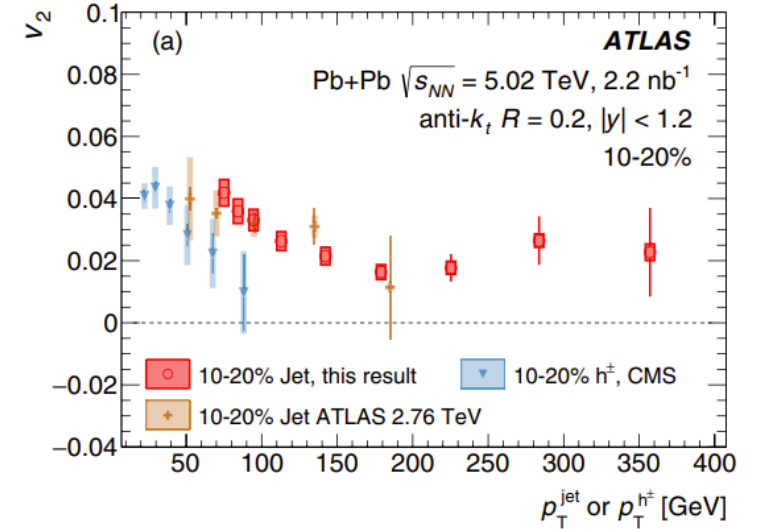 v₂
0.1
0.08
0.06
0.04
0.02
0
−0.02
−0.04
(a)
ATLAS
Pb+Pb √sNN = 5.02 TeV, 2.2 nb⁻¹
anti-kt R = 0.2, |y| < 1.2
10-20%
10-20% Jet, this result
10-20% h±, CMS
10-20% Jet ATLAS 2.76 TeV
50 100 150 200 250 300 350 400
pT jet or pT h± [GeV]